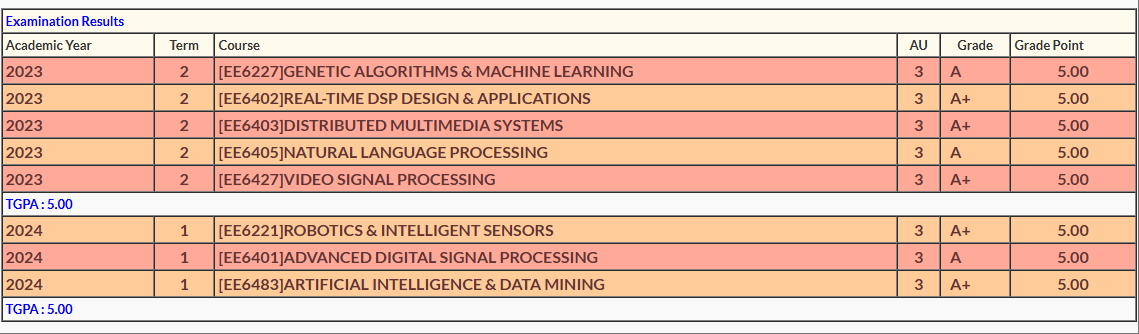 Examination Results
Academic Year Term Course AU Grade Grade Point
2023 2 [EE6227]GENETIC ALGORITHMS & MACHINE LEARNING 3 A 5.00
2023 2 [EE6402]REAL-TIME DSP DESIGN & APPLICATIONS 3 A+ 5.00
2023 2 [EE6403]DISTRIBUTED MULTIMEDIA SYSTEMS 3 A+ 5.00
2023 2 [EE6405]NATURAL LANGUAGE PROCESSING 3 A 5.00
2023 2 [EE6427]VIDEO SIGNAL PROCESSING 3 A+ 5.00
TGPA : 5.00
2024 1 [EE6221]ROBOTICS & INTELLIGENT SENSORS 3 A+ 5.00
2024 1 [EE6401]ADVANCED DIGITAL SIGNAL PROCESSING 3 A 5.00
2024 1 [EE6483]ARTIFICIAL INTELLIGENCE & DATA MINING 3 A+ 5.00
TGPA : 5.00